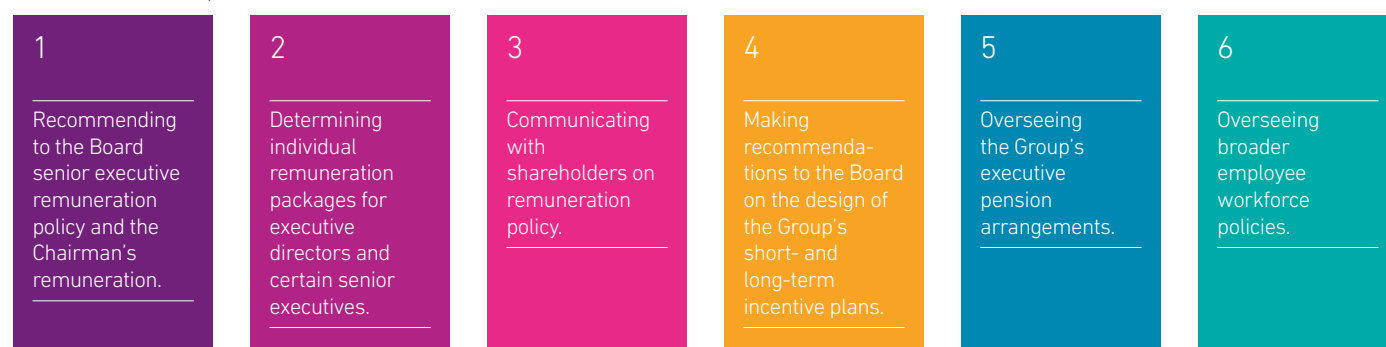 1
Recommending
to the Board
senior executive
remuneration
policy and the
Chairman's
remuneration.
2
Determining
individual
remuneration
packages for
executive
directors and
certain senior
executives.
3
Communicating
with
shareholders on
remuneration
policy.
4
Making
recommenda-
tions to the Board
on the design of
the Group's
short- and
long-term
incentive plans.
5
Overseeing
the Group's
executive
pension
arrangements.
6
Overseeing
broader
employee
workforce
policies.